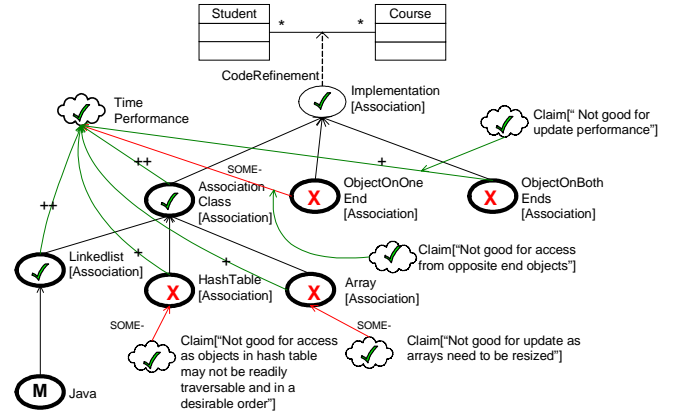 Student
Course
*
*
CodeRefinement
Implementation
[Association]
Time
Performance
Claim[“ Not good for
update performance”]
++
SOME-
+
++
Association
Class
[Association]
X
ObjectOnOne
End
[Association]
X
ObjectOnBoth
Ends
[Association]
Linkedlist
[Association]
+
X
HashTable
[Association]
+
X
Array
[Association]
Claim[“Not good for access
from opposite end objects”]
SOME-
SOME-
Claim[“Not good for access
as objects in hash table
may not be readily
traversable and in a
desirable order”]
Claim[“Not good for update as
arrays need to be resized”]
M
Java